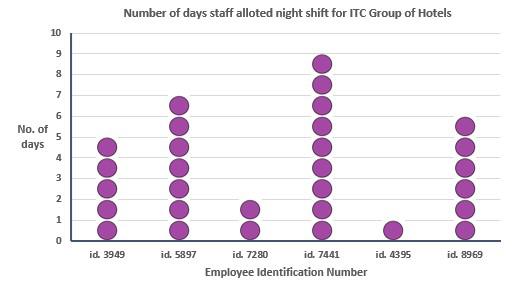 Number of days staff alloted night shift for ITC Group of Hotels
10
9
8
7
6
5
4
3
2
1
0
No. of
days
id. 3949 id. 5897 id. 7280 id. 7441 id. 4395 id. 8969
Employee Identification Number